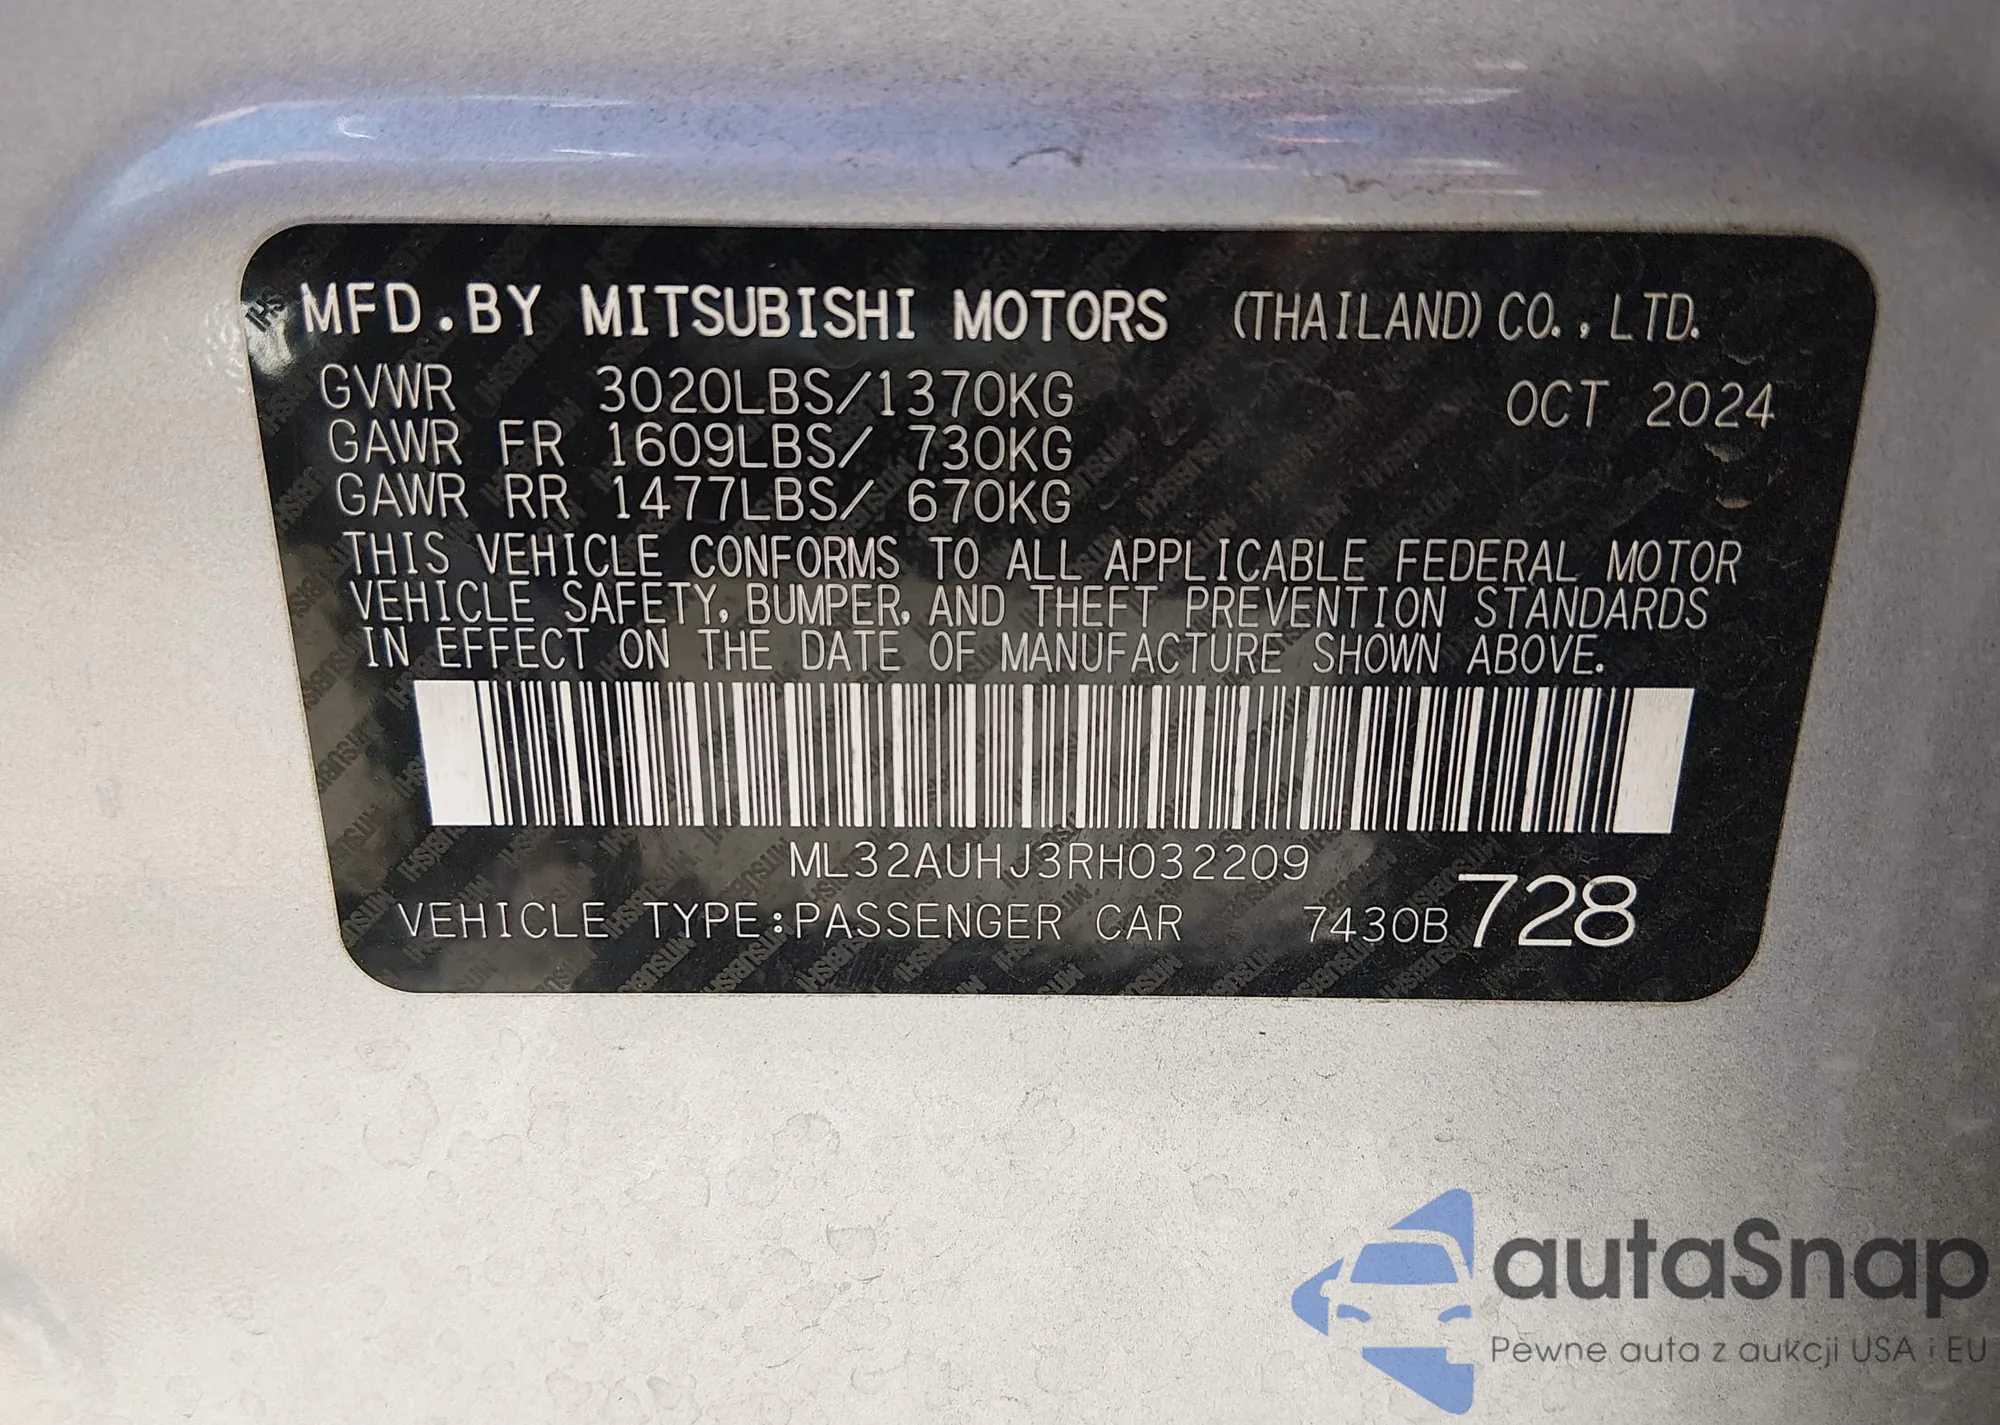 MFD.BY MITSUBISHI MOTORS (THAILAND) CO.,LTD.
GVWR 3020LBS/1370KG OCT 2024
GAWR FR 1609LBS/ 730KG
GAWR RR 1477LBS/ 670KG
THIS VEHICLE CONFORMS TO ALL APPLICABLE FEDERAL MOTOR
VEHICLE SAFETY, BUMPER, AND THEFT PREVENTION STANDARDS
IN EFFECT ON THE DATE OF MANUFACTURE SHOWN ABOVE.
ML32AUHJ3RH032209
VEHICLE TYPE:PASSENGER CAR 7430B 728
autaSnap
Pewne auta z aukcji USA i EU